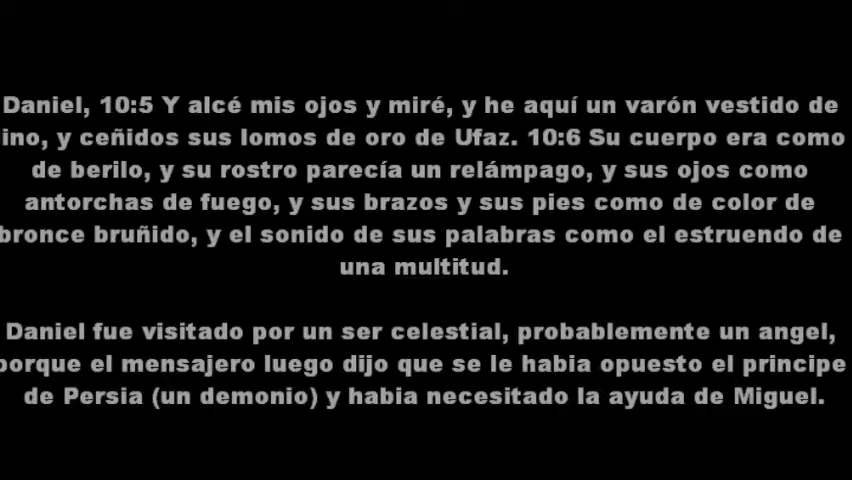 Daniel, 10:5 Y alcé mis ojos y miré, y he aquí un varón vestido de
ino, y ceñidos sus lomos de oro de Ufaz. 10:6 Su cuerpo era como
de berilo, y su rostro parecía un relámpago, y sus ojos como
antorchas de fuego, y sus brazos y sus pies como de color de
bronce bruñido, y el sonido de sus palabras como el estruendo de
una multitud.
Daniel fue visitado por un ser celestial, probablemente un angel,
porque el mensajero luego dijo que se le habia opuesto el principe
de Persia (un demonio) y habia necesitado la ayuda de Miguel.